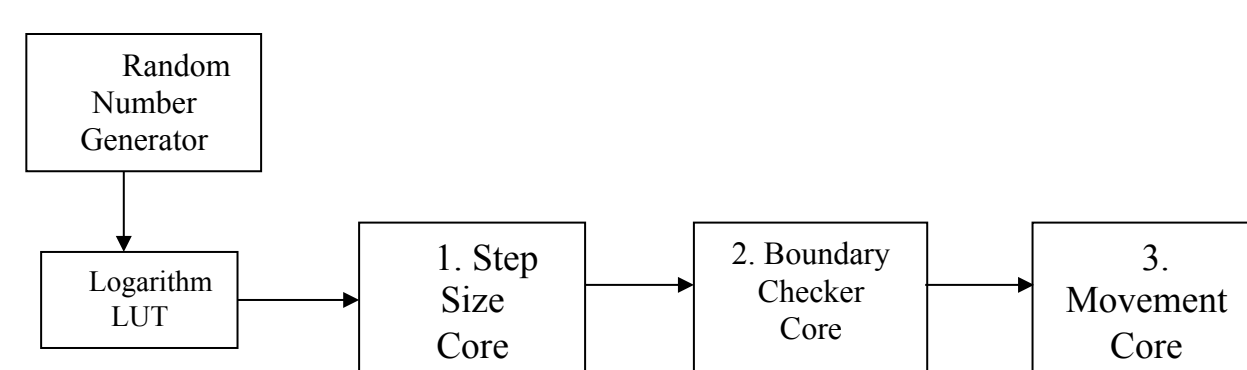 Random
Number
Generator
Logarithm
LUT
1. Step
Size
Core
2. Boundary
Checker
Core
3.
Movement
Core